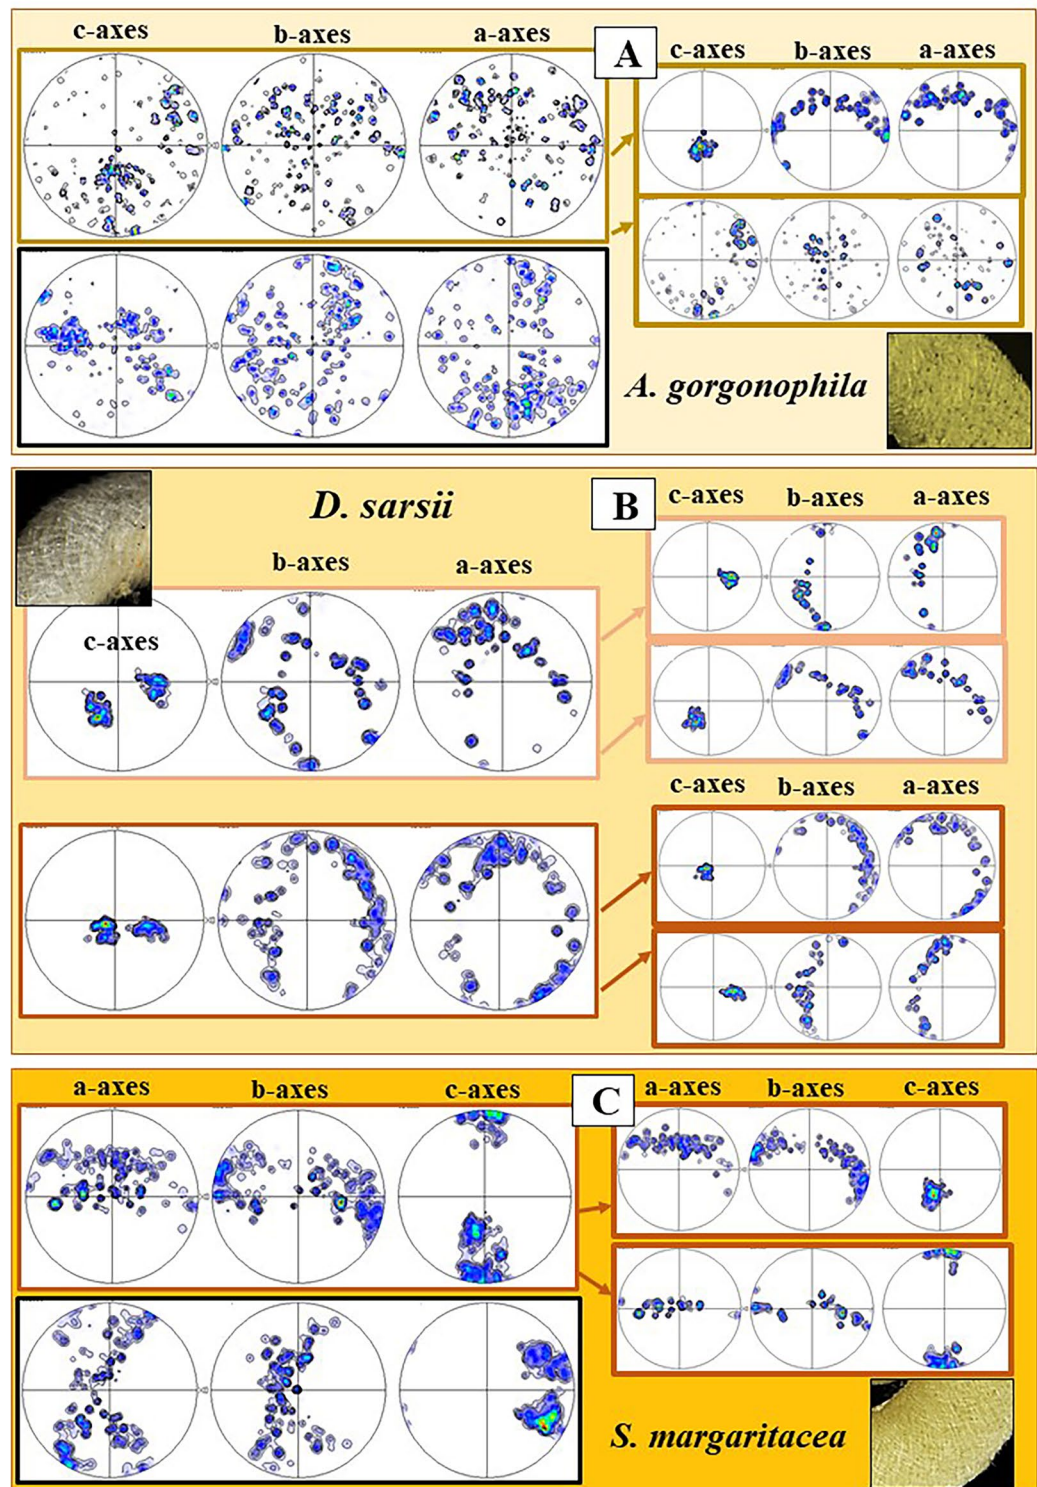 c-axes b-axes a-axes
A
c-axes b-axes a-axes
A. gorgonophila
D. sarsii
B
c-axes b-axes a-axes
b-axes a-axes
c-axes
c-axes b-axes a-axes
a-axes b-axes c-axes
C
a-axes b-axes c-axes
S. margaritacea